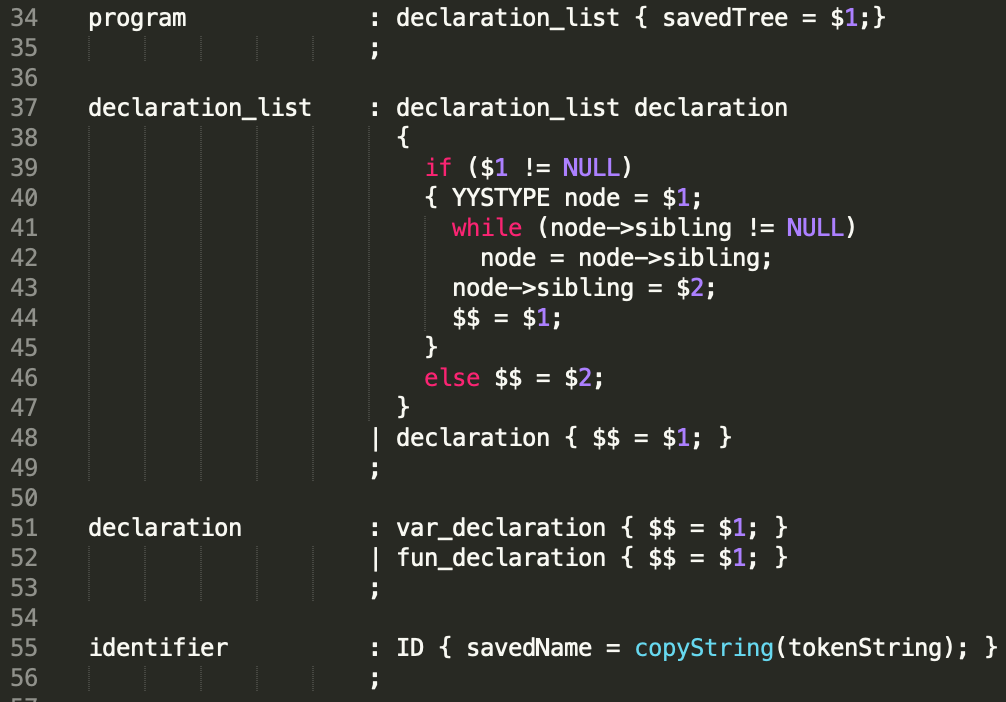 34 program : declaration_list { savedTree = $1;}
35 ;
36
37 declaration_list : declaration_list declaration
38 {
39 if ($1 != NULL)
40 { YYSTYPE node = $1;
41 while (node->sibling != NULL)
42 node = node->sibling;
43 node->sibling = $2;
44 $$ = $1;
45 }
46 else $$ = $2;
47 }
48 | declaration { $$ = $1; }
49 ;
50
51 declaration : var_declaration { $$ = $1; }
52 | fun_declaration { $$ = $1; }
53 ;
54
55 identifier : ID { savedName = copyString(tokenString); }
56 ;